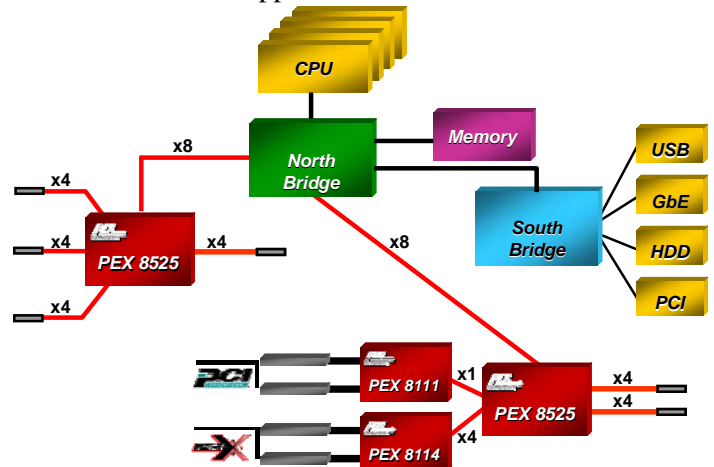 CPU
x8
North
Bridge
Memory
USB
GbE
HDD
PCI
South
Bridge
x4
x4
x4
x4
PEX 8525
x8
PCI
PEX 8111
x1
PEX 8114
x4
PEX 8525
x4
x4